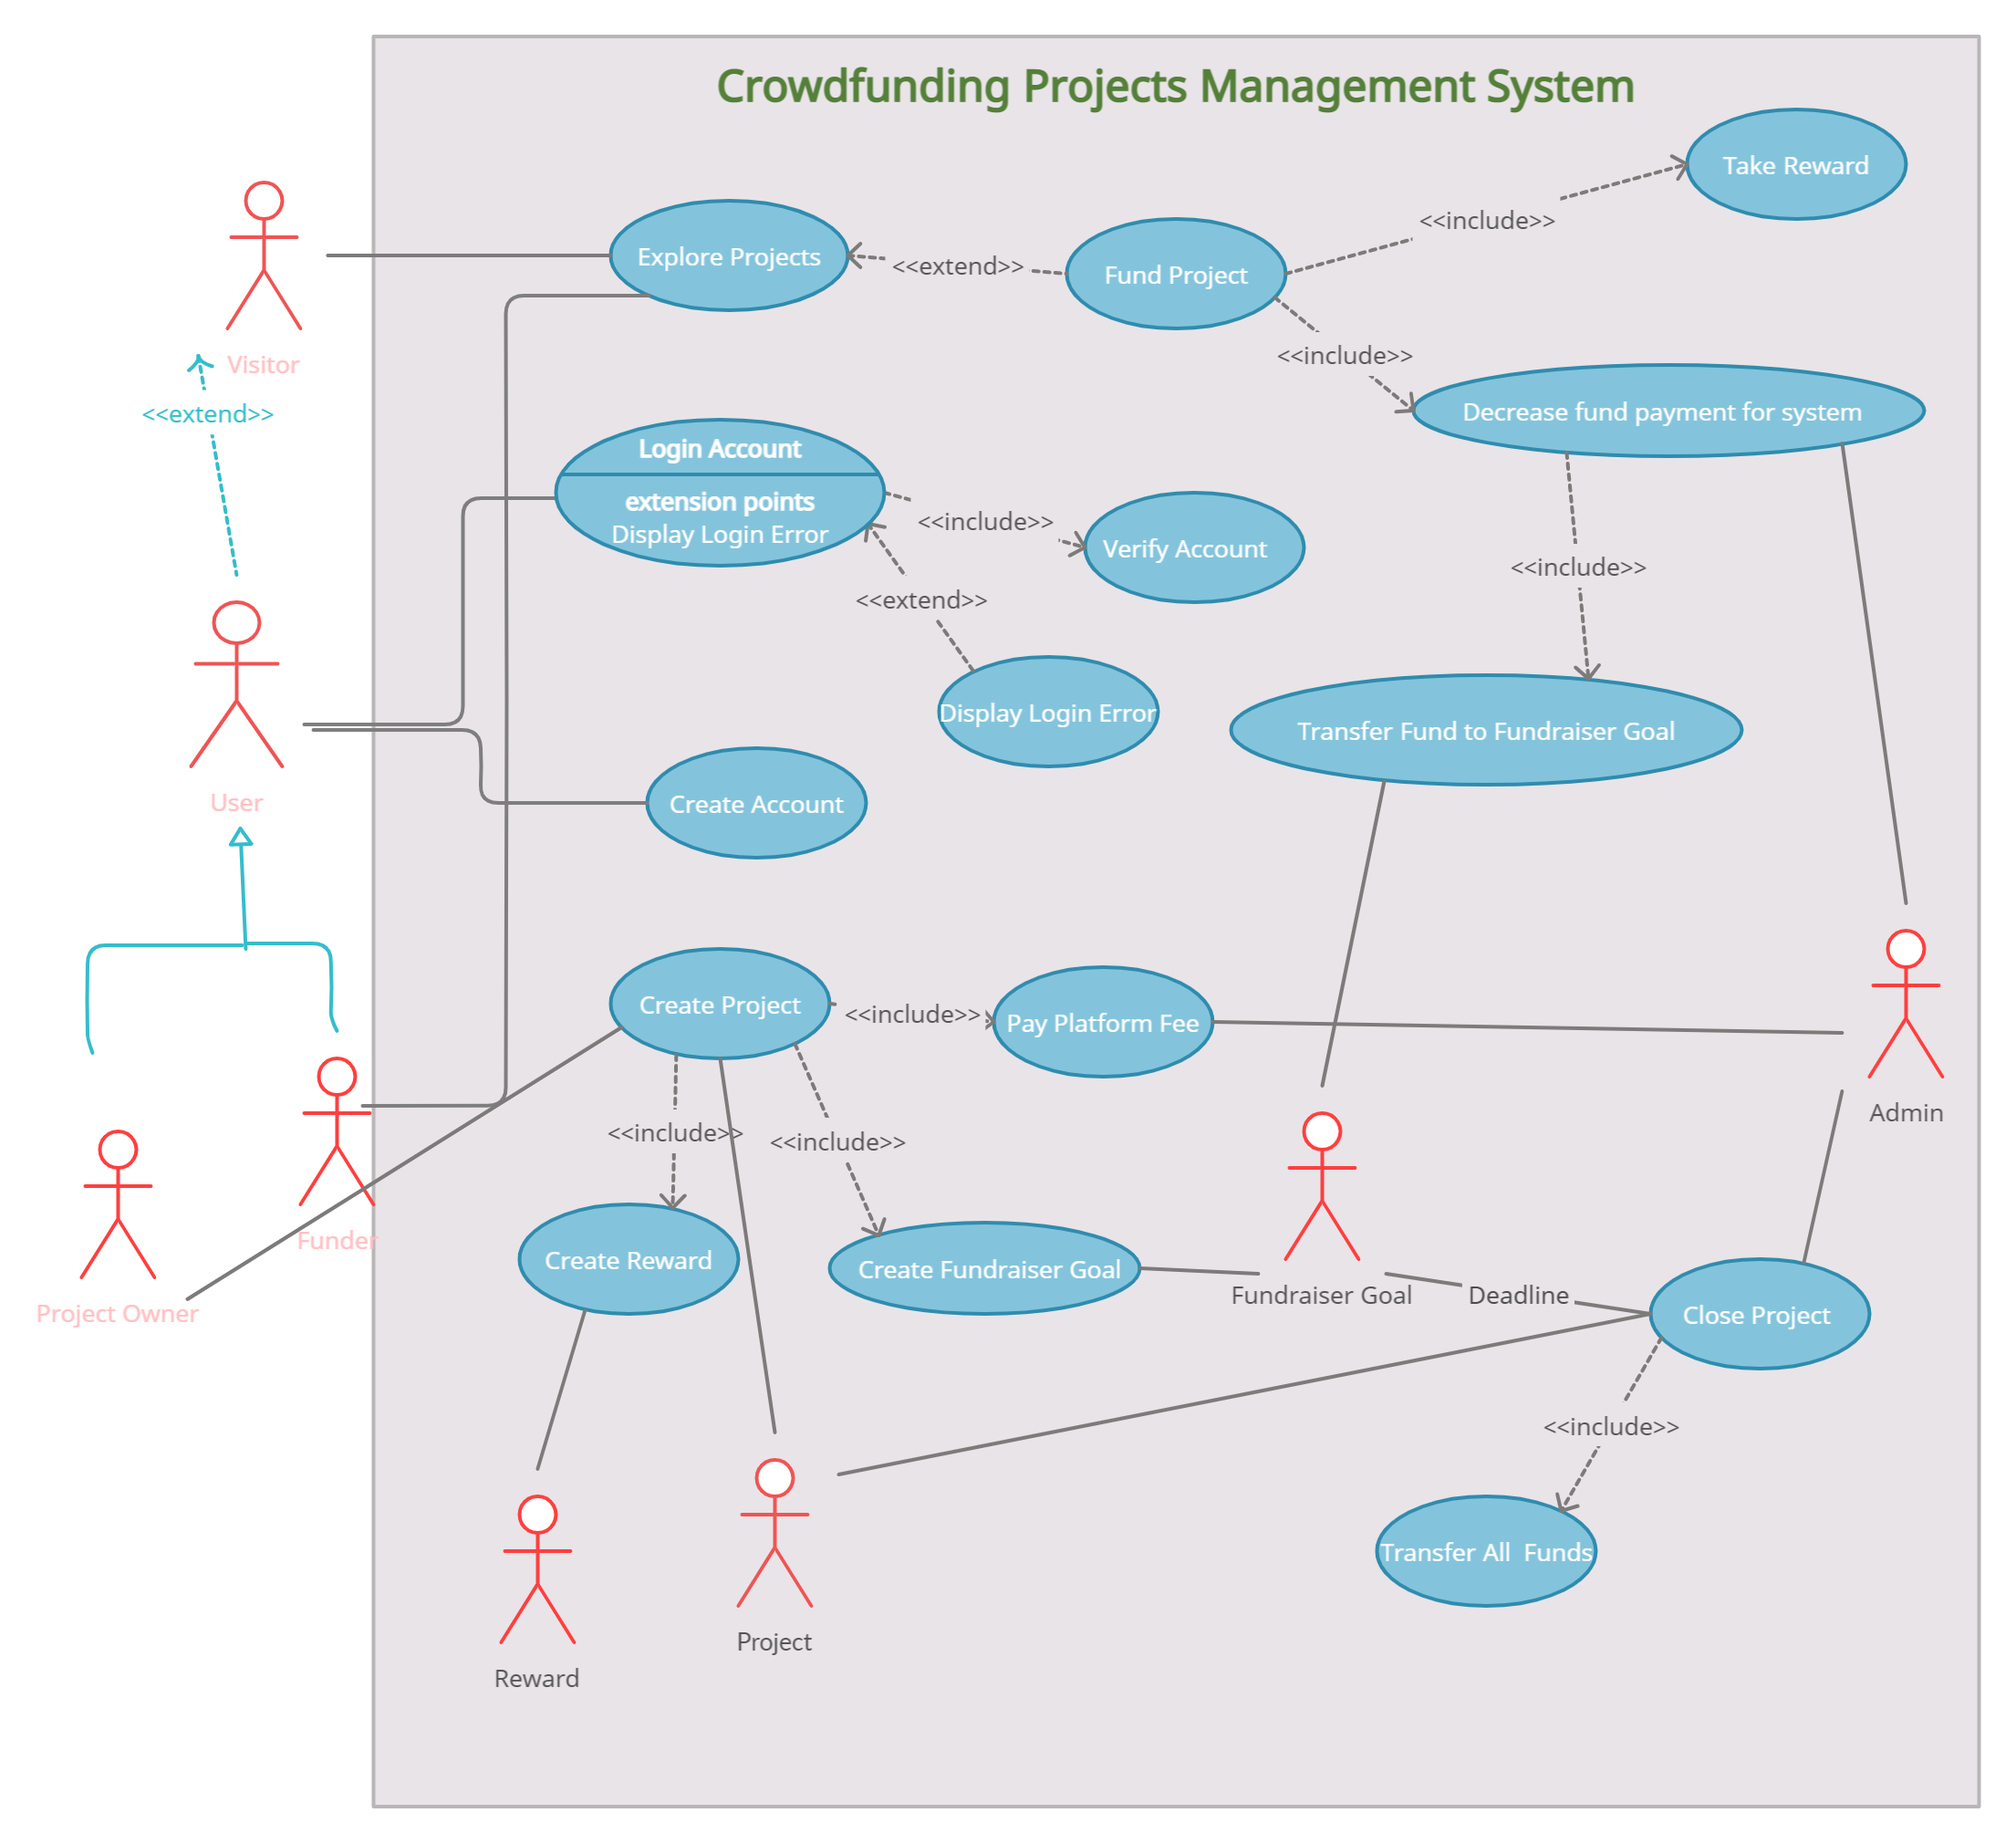 Crowdfunding Projects Management System
Take Reward
<<include>>
Explore Projects
<<extend>>
Fund Project
Visitor
<<include>>
<<extend>>
Decrease fund payment for system
Login Account
extension points
Display Login Error
<<include>>
Verify Account
<<include>>
<<extend>>
Display Login Error
Transfer Fund to Fundraiser Goal
User
Create Account
Create Project
<<include>>
Pay Platform Fee
Admin
<<include>>
<<include>>
Funder
Create Reward
Create Fundraiser Goal
Fundraiser Goal
Deadline
Close Project
Project Owner
<<include>>
Transfer All  Funds
Project
Reward